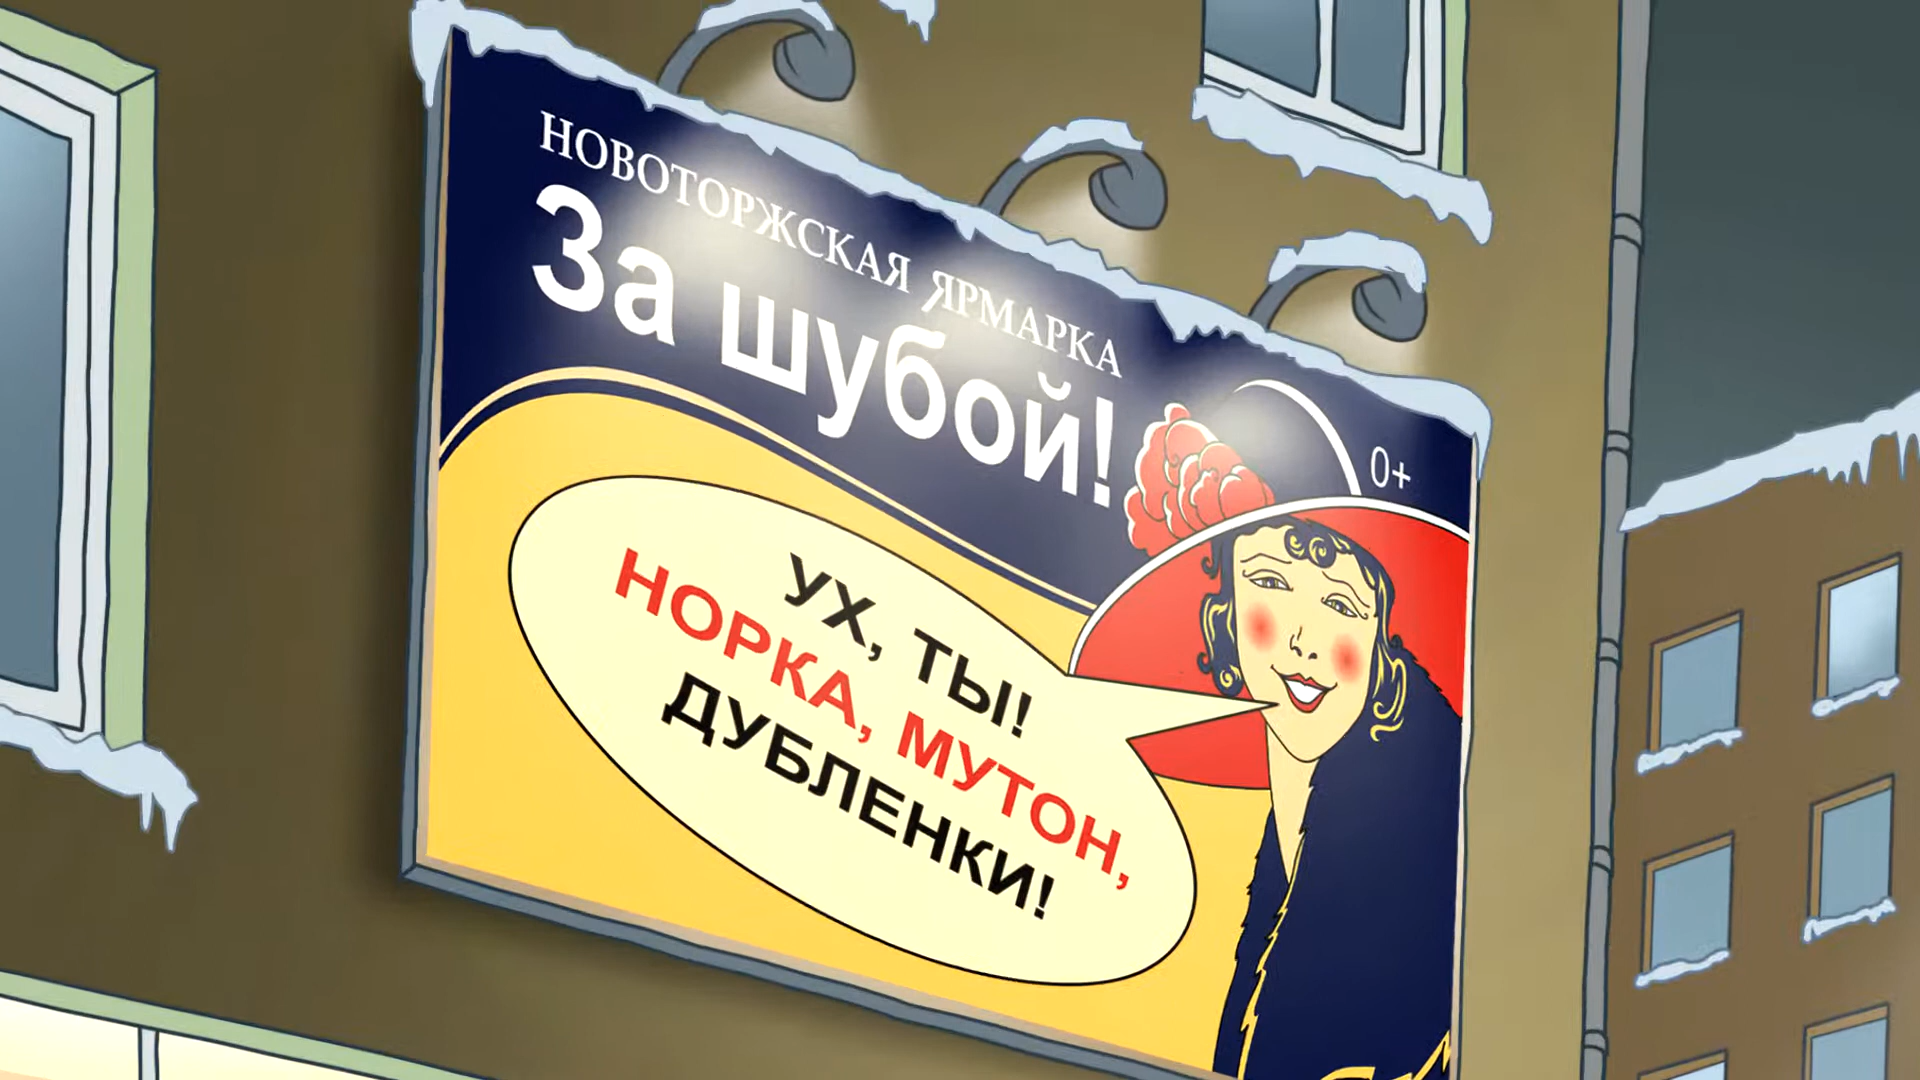 НОВОТОРЖСКАЯ ЯРМАРКА
За шубой!
0+
УХ, ТЫ!
НОРКА, МУТОН,
ДУБЛЕНКИ!